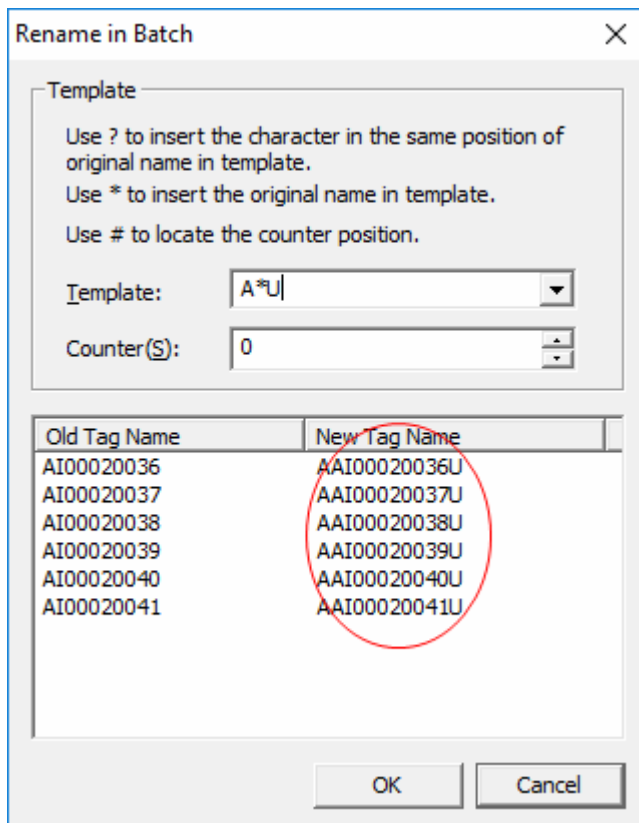 Rename in Batch
Template
Use ? to insert the character in the same position of
original name in template.
Use * to insert the original name in template.
Use # to locate the counter position.
Template: A*U
Counter(S): 0
Old Tag Name New Tag Name
AI00020036 AAI00020036U
AI00020037 AAI00020037U
AI00020038 AAI00020038U
AI00020039 AAI00020039U
AI00020040 AAI00020040U
AI00020041 AAI00020041U
OK Cancel